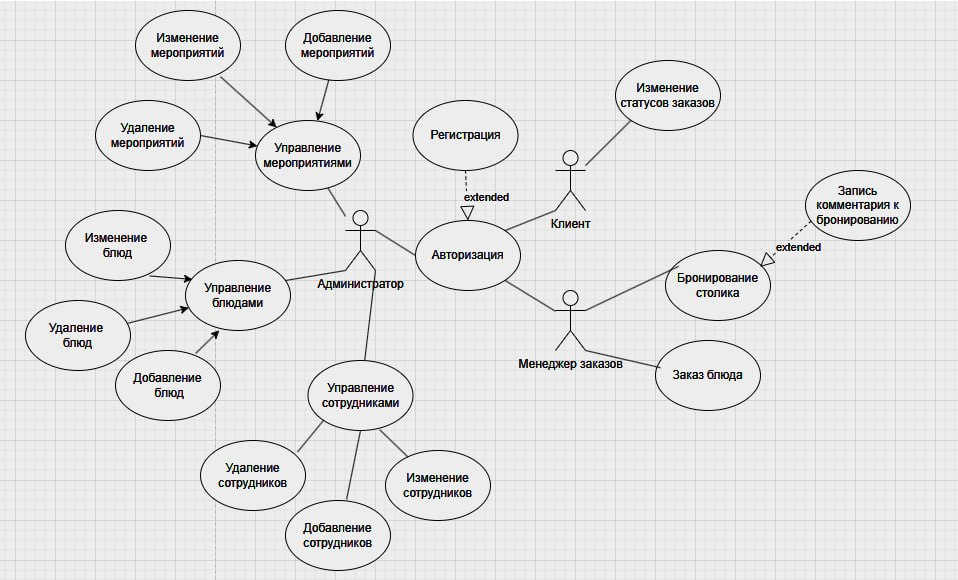 Изменение
мероприятий
Добавление
мероприятий
Удаление
мероприятий
Управление
мероприятиями
Регистрация
extended
Изменение
статусов заказов
Клиент
Запись
комментария к
бронированию
extended
Изменение
блюд
Администратор
Авторизация
Управление
блюдами
Бронирование
столика
Удаление
блюд
Добавление
блюд
Менеджер заказов
Заказ блюда
Управление
сотрудниками
Удаление
сотрудников
Изменение
сотрудников
Добавление
сотрудников